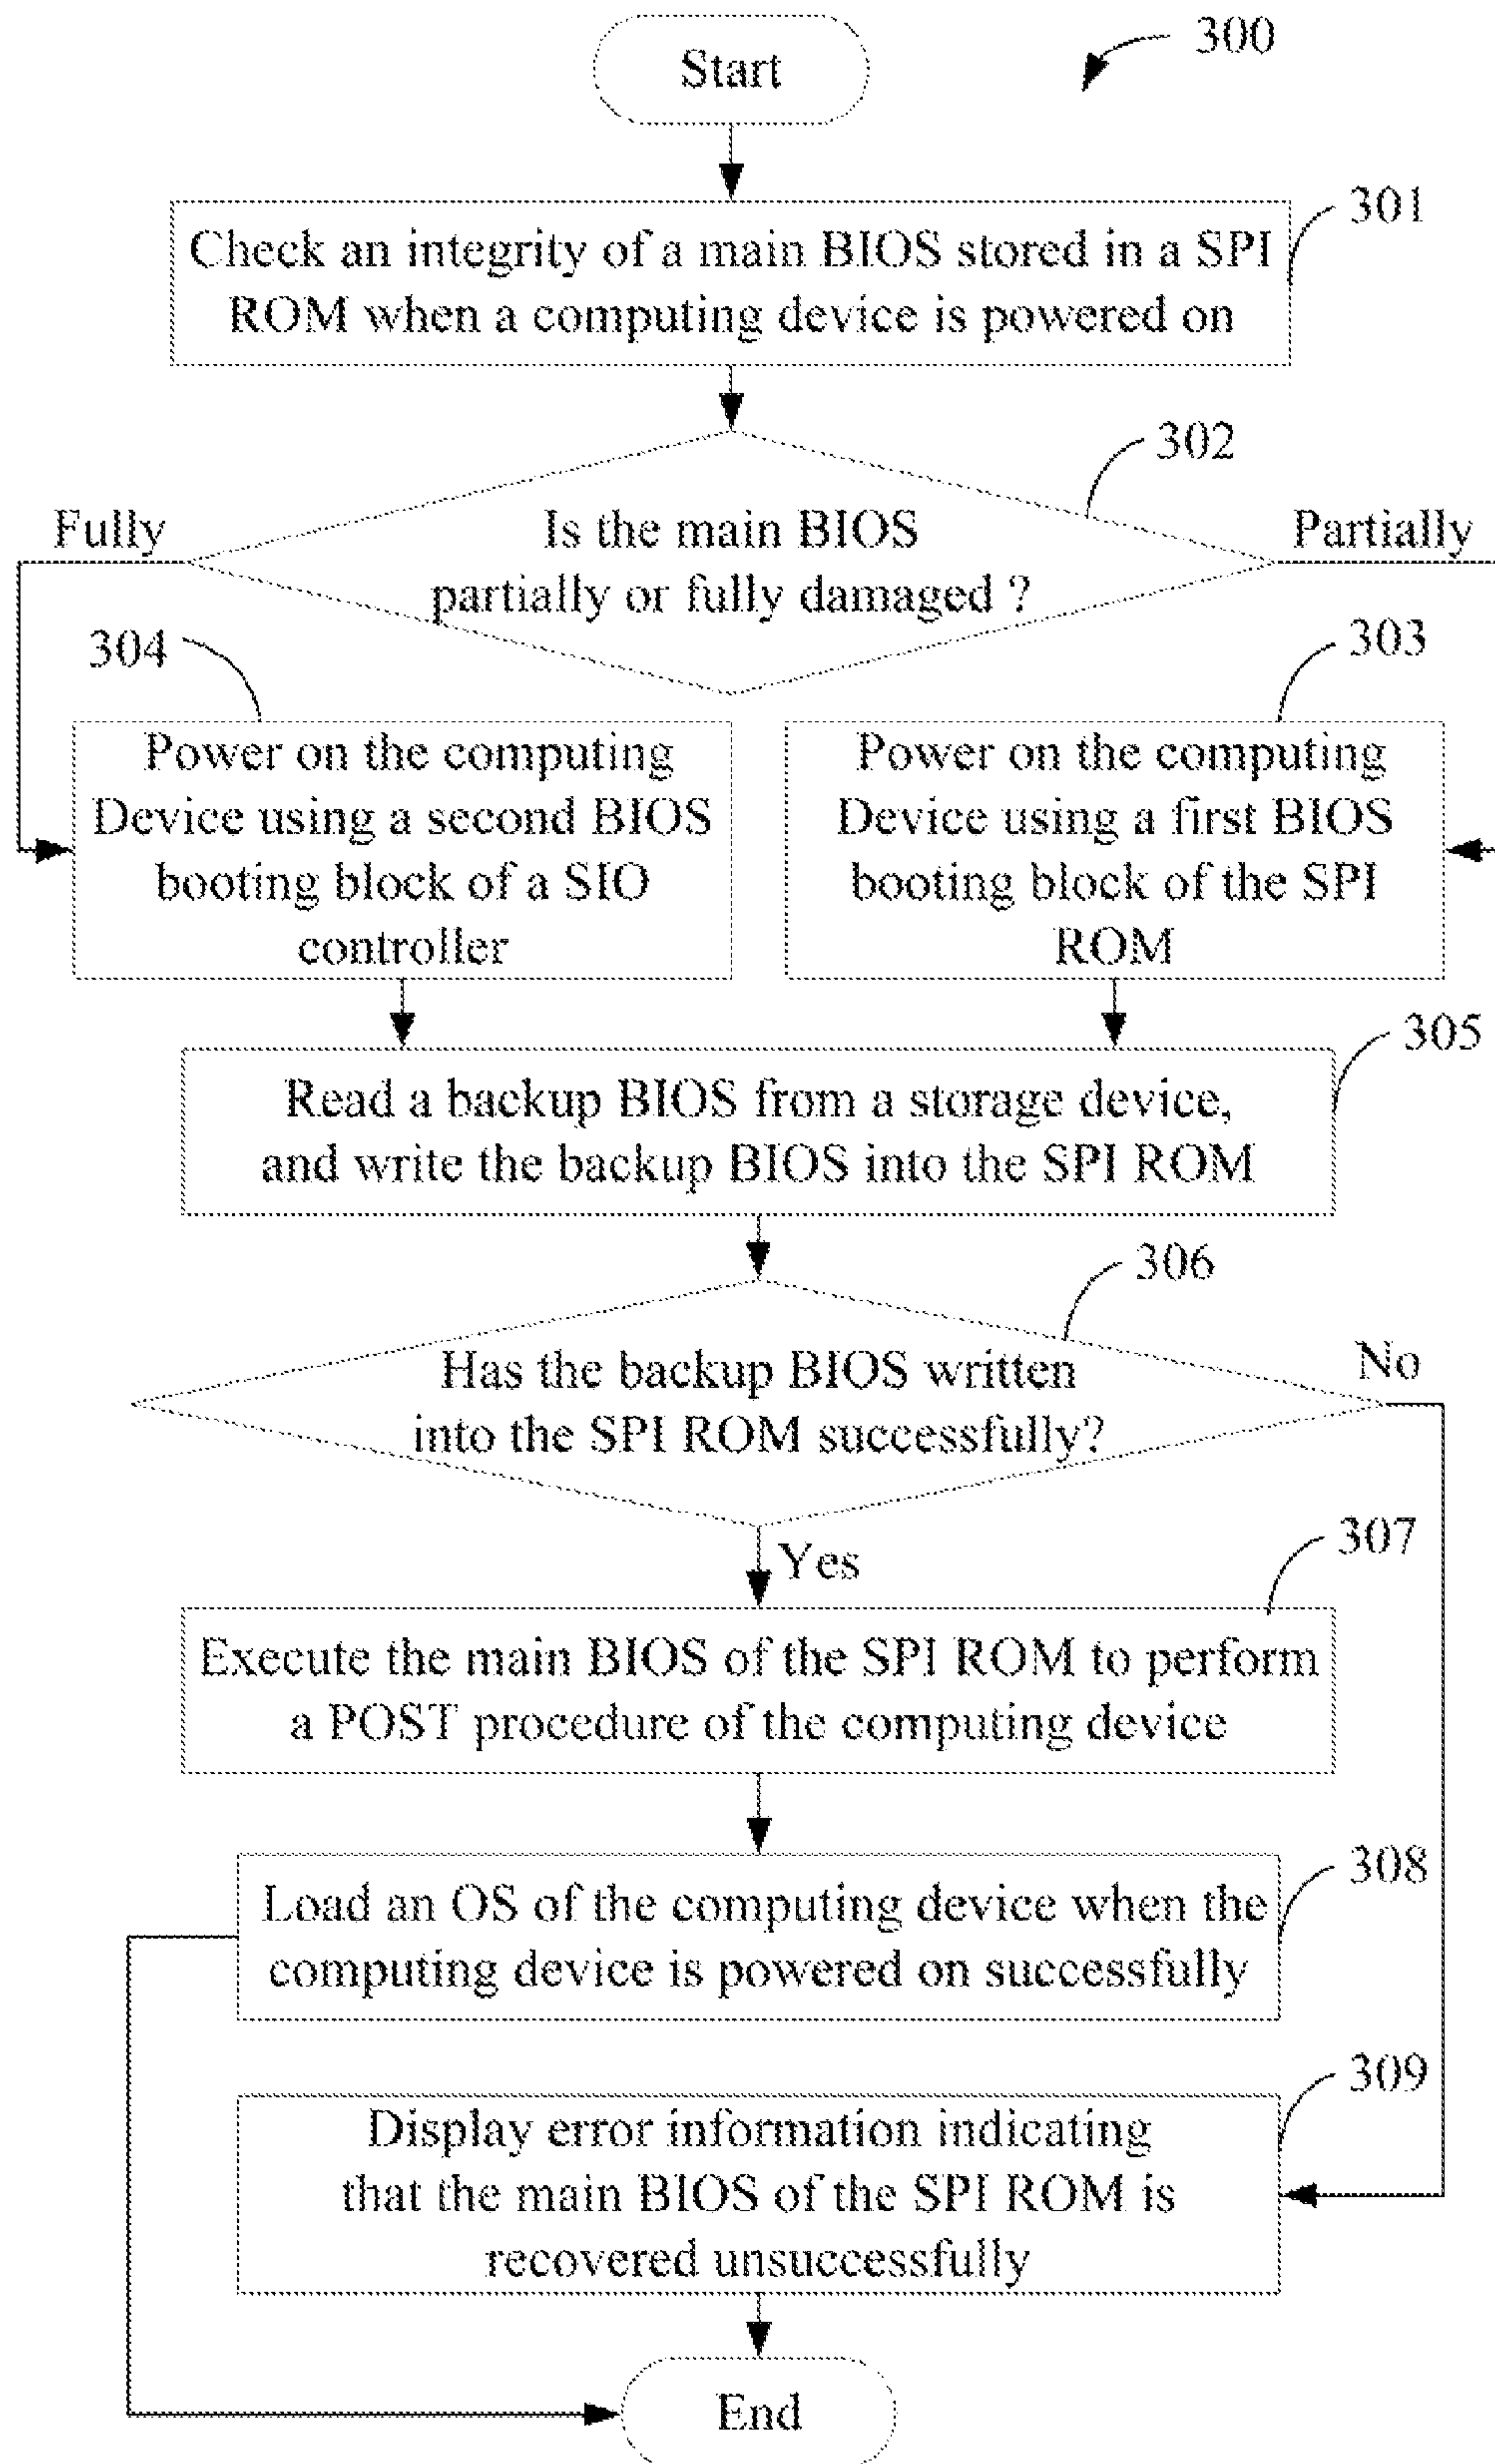 Start
300
301
Check an integrity of a main BIOS stored in a SPI
ROM when a computing device is powered on
302
Fully
Is the main BIOS
partially or fully damaged ?
Partially
304
303
Power on the computing
Device using a second BIOS
booting block of a SIO
controller
Power on the computing
Device using a first BIOS
booting block of the SPI
ROM
305
Read a backup BIOS from a storage device,
and write the backup BIOS into the SPI ROM
306
Has the backup BIOS written
into the SPI ROM successfully?
No
Yes
307
Execute the main BIOS of the SPI ROM to perform
a POST procedure of the computing device
308
Load an OS of the computing device when the
computing device is powered on successfully
309
Display error information indicating
that the main BIOS of the SPI ROM is
recovered unsuccessfully
End